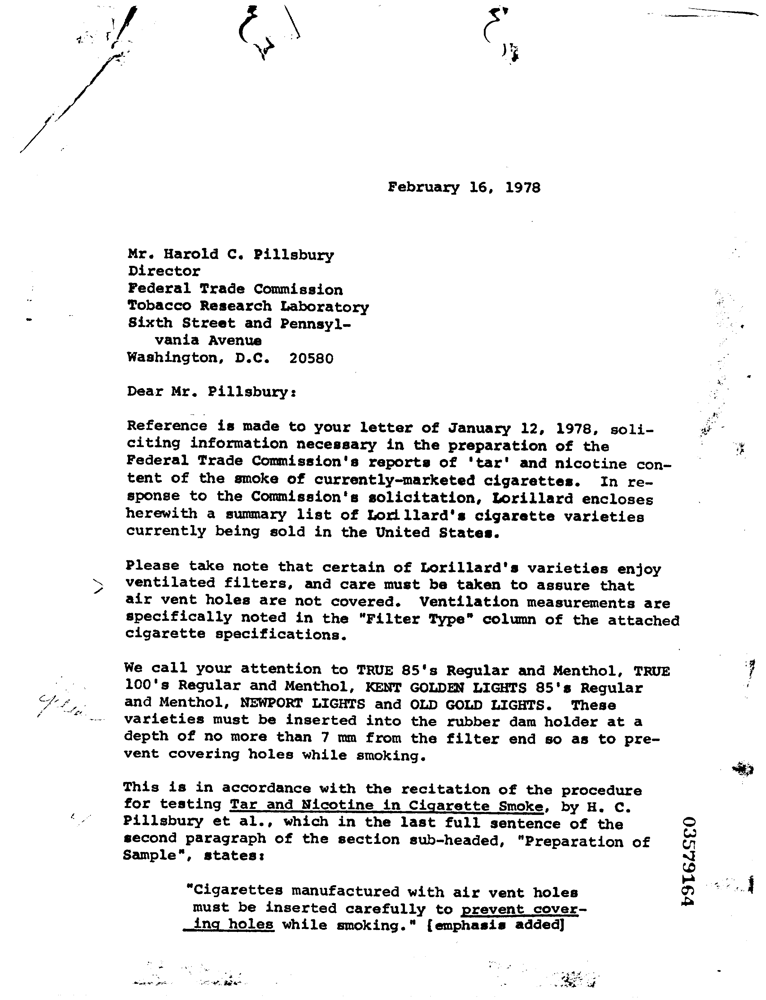 February 16, 1978
Mr. Harold C. Pillsbury
Director
Federal Trade Commission
Tobacco Research Laboratory
Sixth Street and Pennsyl-
vania Avenue
Washington, D.C. 20580
Dear Mr. Pillsbury:
Reference is made to your letter of January 12, 1978, soli-
citing information necessary in the preparation of the
Federal Trade Commission's reports of 'tar' and nicotine con-
tent of the smoke of currently-marketed cigarettes. In re-
sponse to the Commission's solicitation, Lorillard encloses
herewith a summary list of Lorillard's cigarette varieties
currently being sold in the United States.
Please take note that certain of Lorillard's varieties enjoy
ventilated filters, and care must be taken to assure that
air vent holes are not covered. Ventilation measurements are
specifically noted in the "Filter Type" column of the attached
cigarette specifications.
We call your attention to TRUE 85's Regular and Menthol, TRUE
100's Regular and Menthol, KENT GOLDEN LIGHTS 85's Regular
and Menthol, NEWPORT LIGHTS and OLD GOLD LIGHTS. These
varieties must be inserted into the rubber dam holder at a
depth of no more than 7 mm from the filter end so as to pre-
vent covering holes while smoking.
This is in accordance with the recitation of the procedure
for testing Tar and Nicotine in Cigarette Smoke, by H. C.
Pillsbury et al., which in the last full sentence of the
second paragraph of the section sub-headed, "Preparation of
Sample", states:
"Cigarettes manufactured with air vent holes
must be inserted carefully to prevent cover-
ing holes while smoking." [emphasis added]
03579164